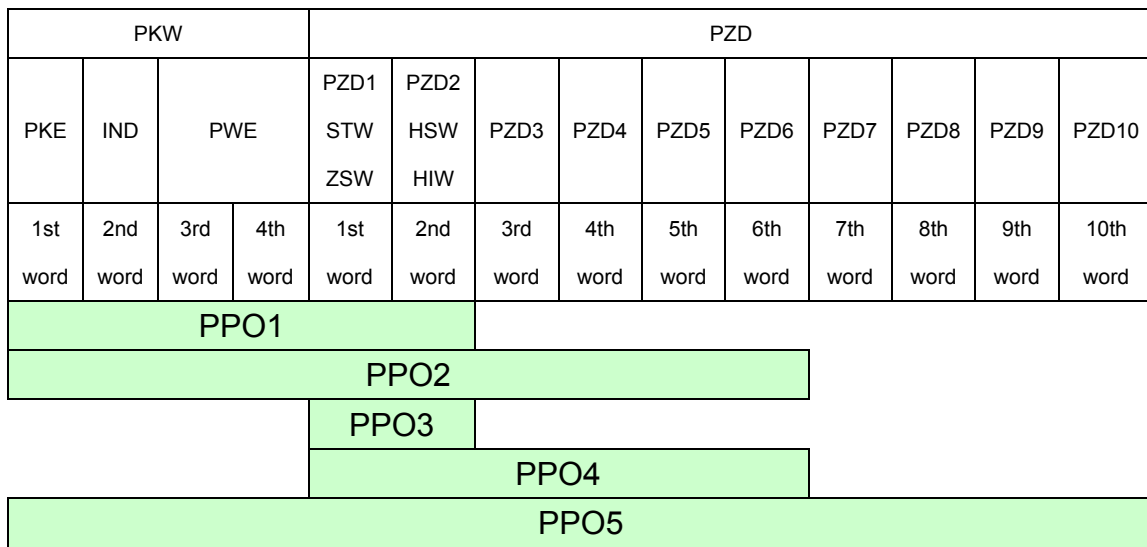 PKW PZD
PZD1 PZD2
PKE IND PWE STW HSW PZD3 PZD4 PZD5 PZD6 PZD7 PZD8 PZD9 PZD10
ZSW HIW
1st 2nd 3rd 4th 1st 2nd 3rd 4th 5th 6th 7th 8th 9th 10th
word word word word word word word word word word word word word word
PPO1
PPO2
PPO3
PPO4
PPO5